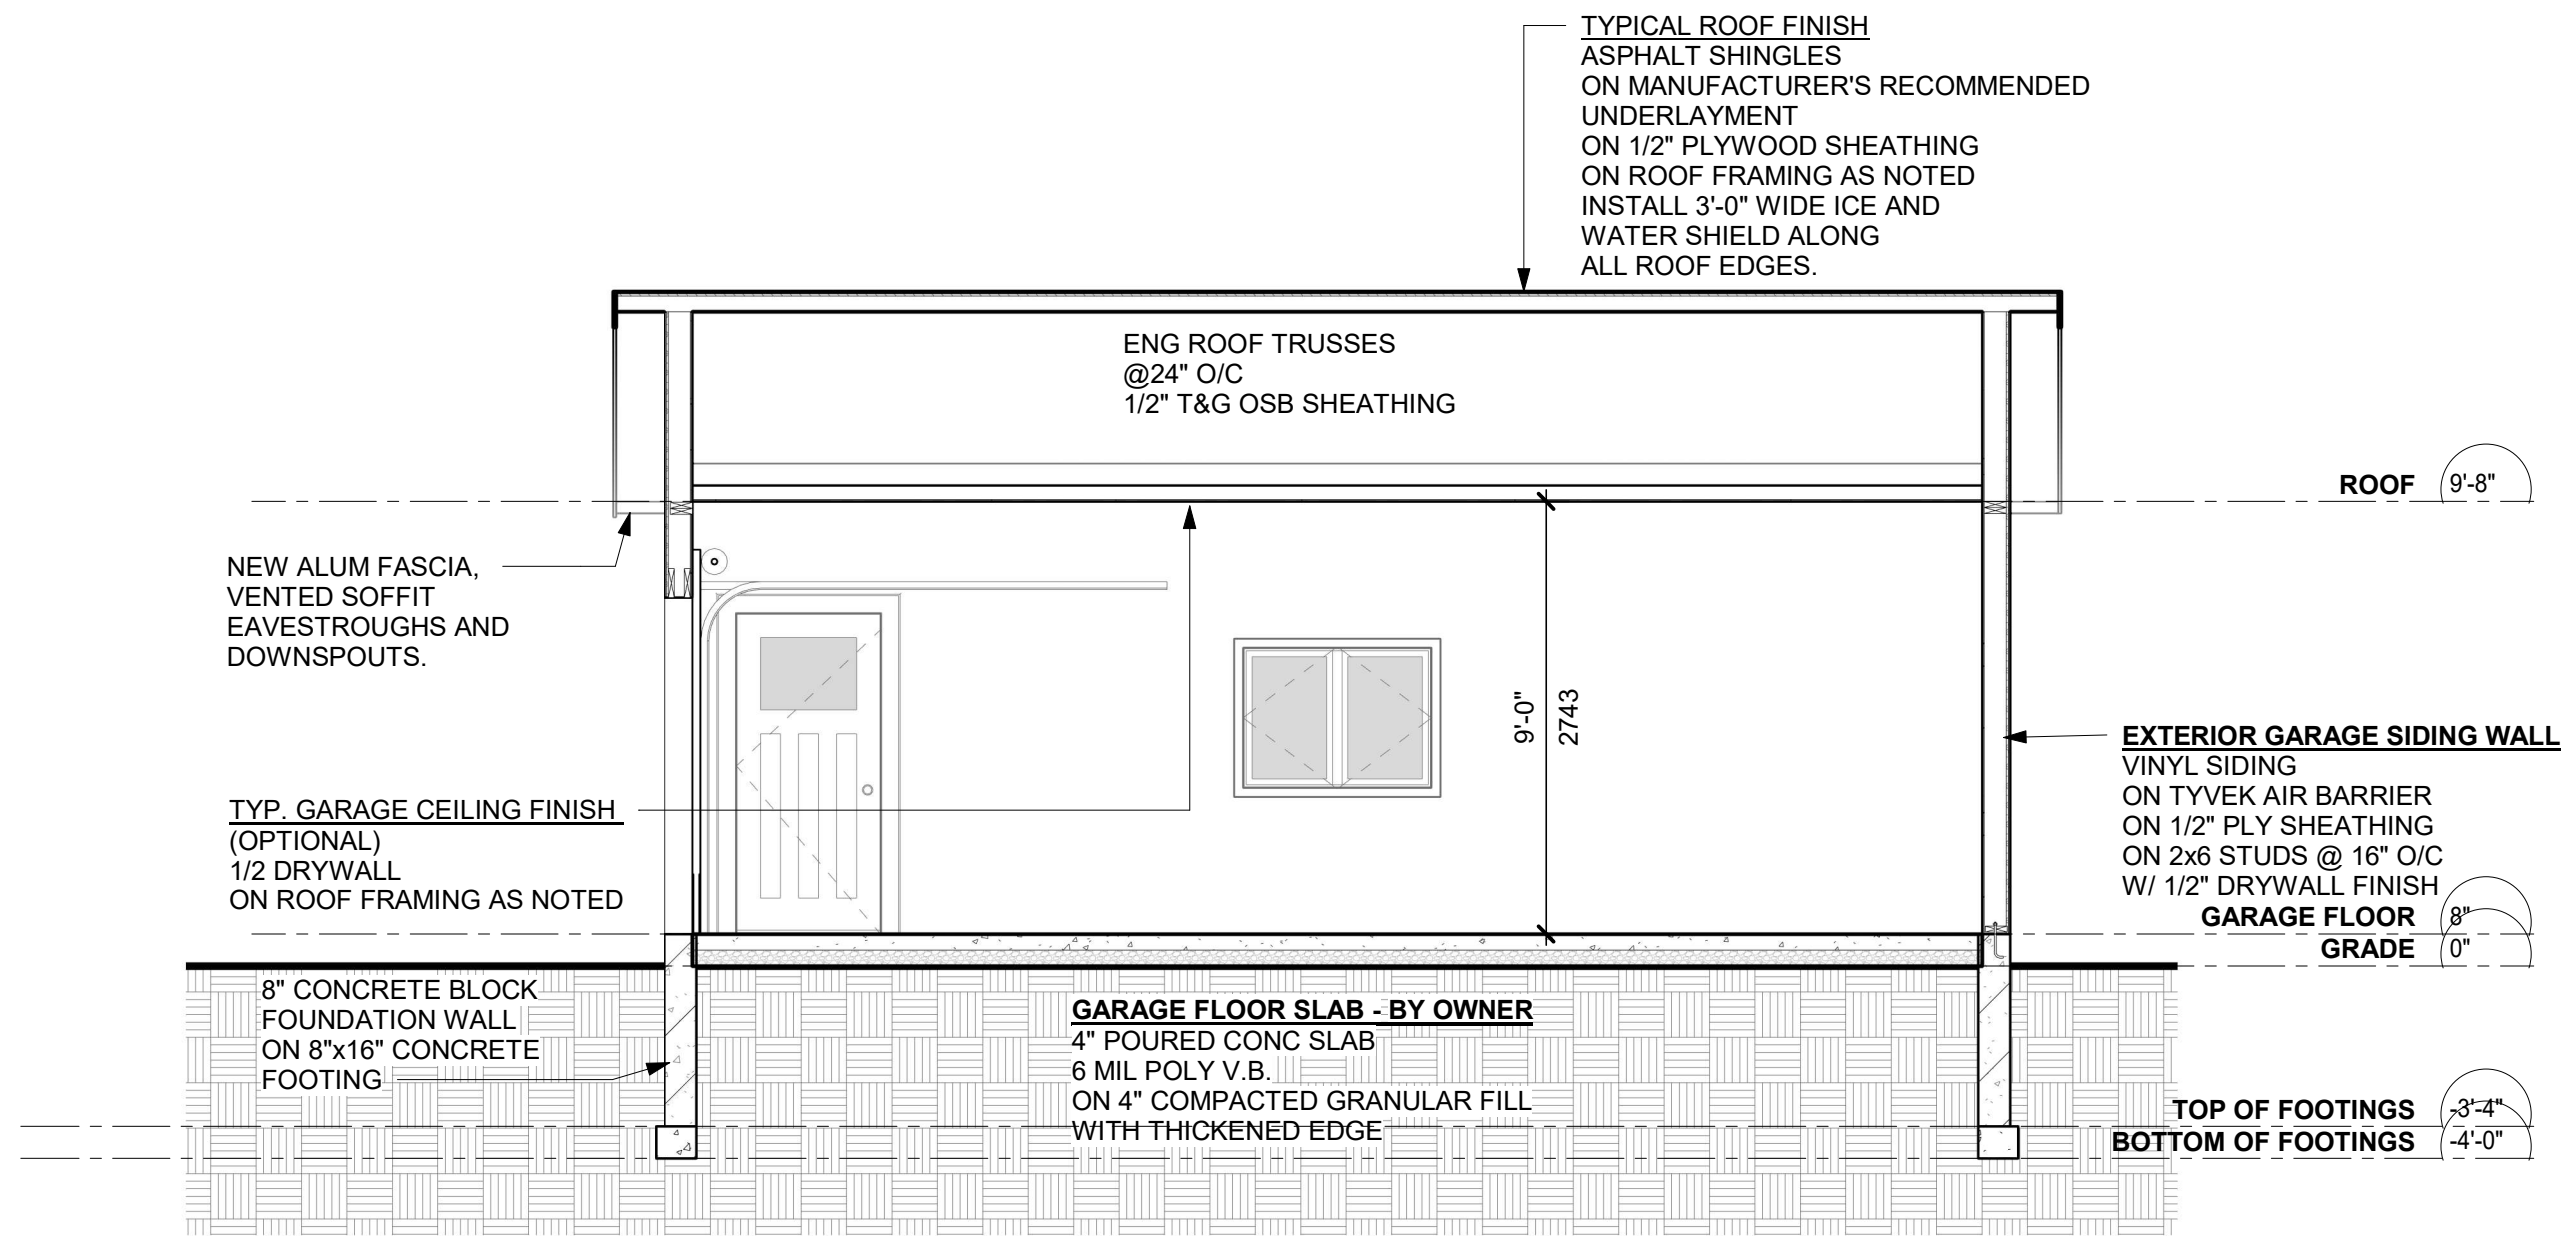 TYPICAL ROOF FINISH
ASPHALT SHINGLES
ON MANUFACTURER'S RECOMMENDED
UNDERLAYMENT
ON 1/2" PLYWOOD SHEATHING
ON ROOF FRAMING AS NOTED
INSTALL 3'-0" WIDE ICE AND
WATER SHIELD ALONG
ALL ROOF EDGES.
ENG ROOF TRUSSES
@24" O/C
1/2" T&G OSB SHEATHING
ROOF 9'-8"
NEW ALUM FASCIA,
VENTED SOFFIT
EAVESTROUGHS AND
DOWNSPOUTS.
9'-0"
2743
TYP. GARAGE CEILING FINISH
(OPTIONAL)
1/2 DRYWALL
ON ROOF FRAMING AS NOTED
EXTERIOR GARAGE SIDING WALL
VINYL SIDING
ON TYVEK AIR BARRIER
ON 1/2" PLY SHEATHING
ON 2x6 STUDS @ 16" O/C
W/ 1/2" DRYWALL FINISH
GARAGE FLOOR 8"
GRADE 0"
8" CONCRETE BLOCK
FOUNDATION WALL
ON 8"x16" CONCRETE
FOOTING
GARAGE FLOOR SLAB - BY OWNER
4" POURED CONC SLAB
6 MIL POLY V.B.
ON 4" COMPACTED GRANULAR FILL
WITH THICKENED EDGE
TOP OF FOOTINGS -3'-4"
BOTTOM OF FOOTINGS -4'-0"